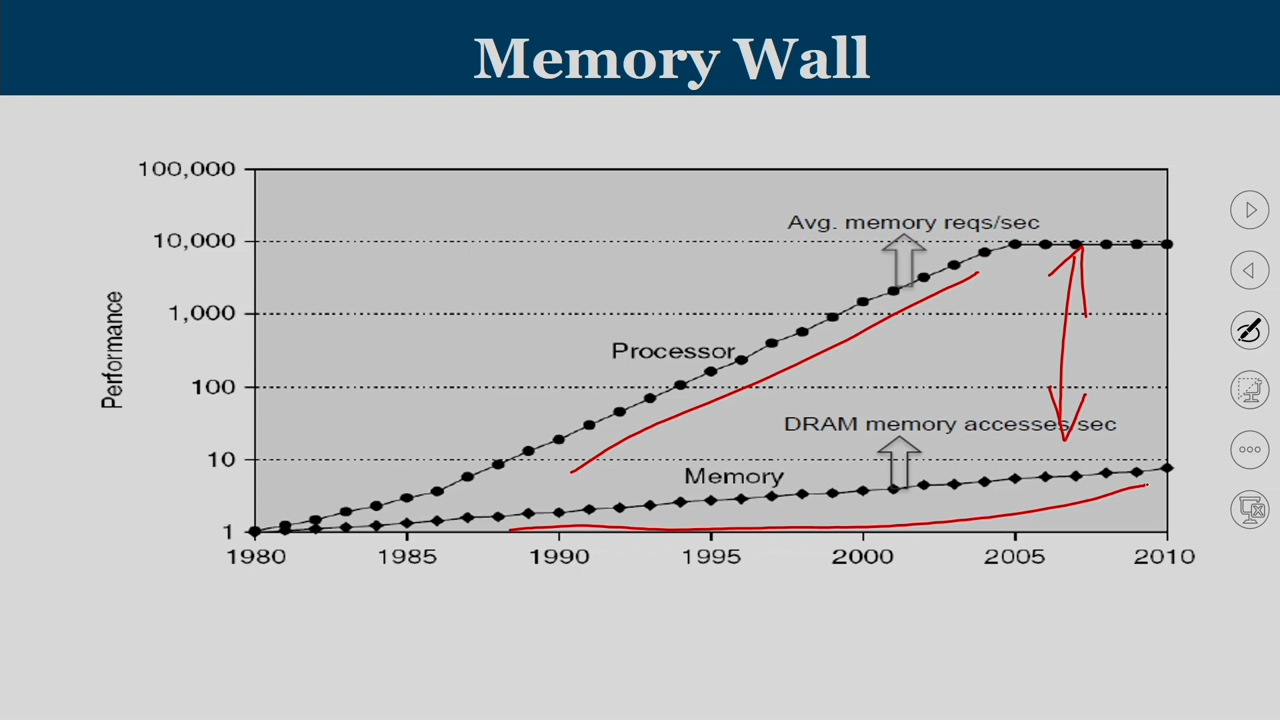 Memory Wall
100,000
Avg. memory reqs/sec
10,000
1,000
Processor
100
DRAM memory accesses/sec
10
Memory
1
Performance
1980 1985 1990 1995 2000 2005 2010